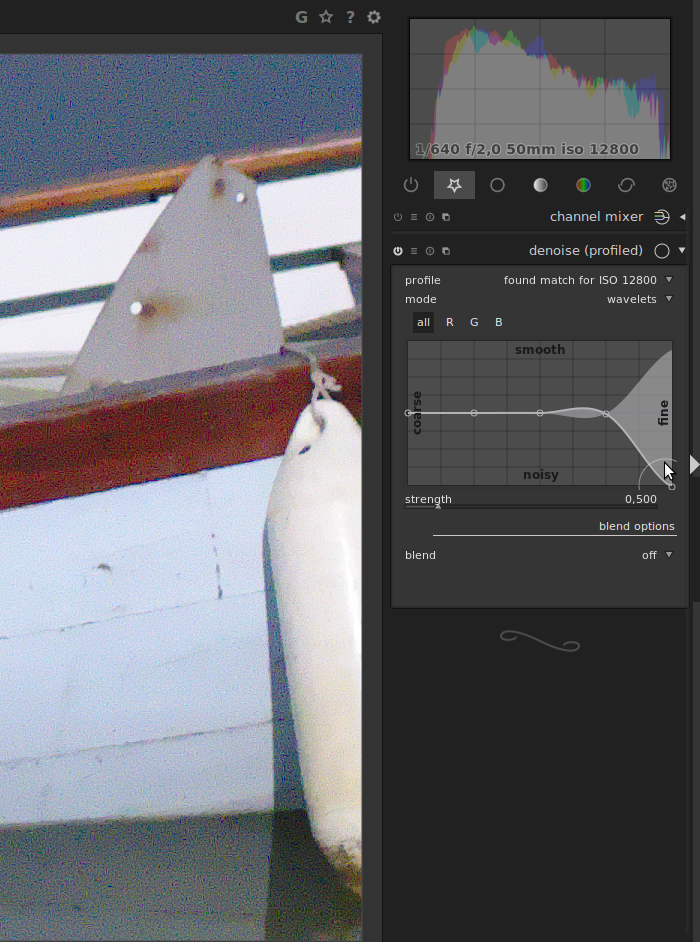 G ?
1/640 f/2,0 50mm iso 12800
channel mixer
denoise (profiled)
profile found match for ISO 12800
mode wavelets
all R G B
smooth
coarse
fine
noisy
strength 0,500
blend options
blend off